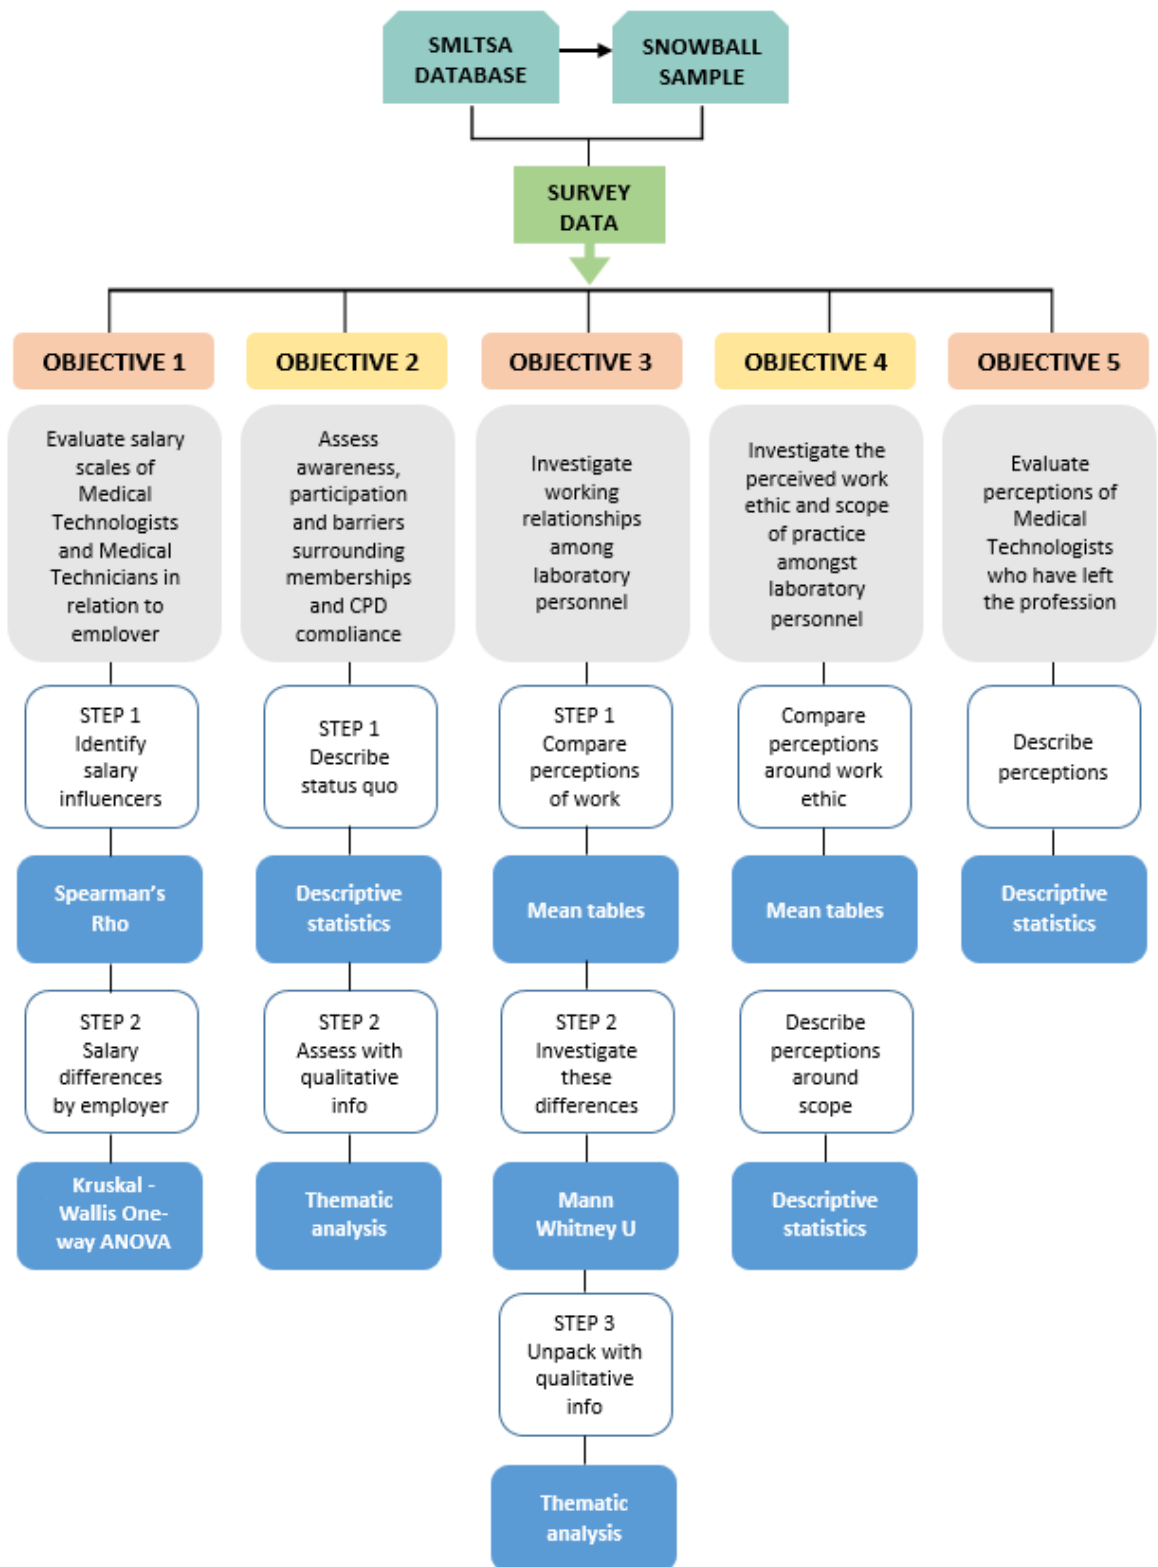 SMLTSA
DATABASE
SNOWBALL
SAMPLE
SURVEY
DATA
OBJECTIVE 1
Evaluate salary
scales of
Medical
Technologists
and Medical
Technicians in
relation to
employer
STEP 1
Identify
salary
influencers
Spearman's
Rho
STEP 2
Salary
differences
by employer
Kruskal -
Wallis One-
way ANOVA
OBJECTIVE 2
Assess
awareness,
participation
and barriers
surrounding
memberships
and CPD
compliance
STEP 1
Describe
status quo
Descriptive
statistics
STEP 2
Assess with
qualitative
info
Thematic
analysis
OBJECTIVE 3
Investigate
working
relationships
among
laboratory
personnel
STEP 1
Compare
perceptions
of work
Mean tables
STEP 2
Investigate
these
differences
Mann
Whitney U
STEP 3
Unpack with
qualitative
info
Thematic
analysis
OBJECTIVE 4
Investigate the
perceived work
ethic and scope
of practice
amongst
laboratory
personnel
Compare
perceptions
around work
ethic
Mean tables
Describe
perceptions
around
scope
Descriptive
statistics
OBJECTIVE 5
Evaluate
perceptions of
Medical
Technologists
who have left
the profession
Describe
perceptions
Descriptive
statistics